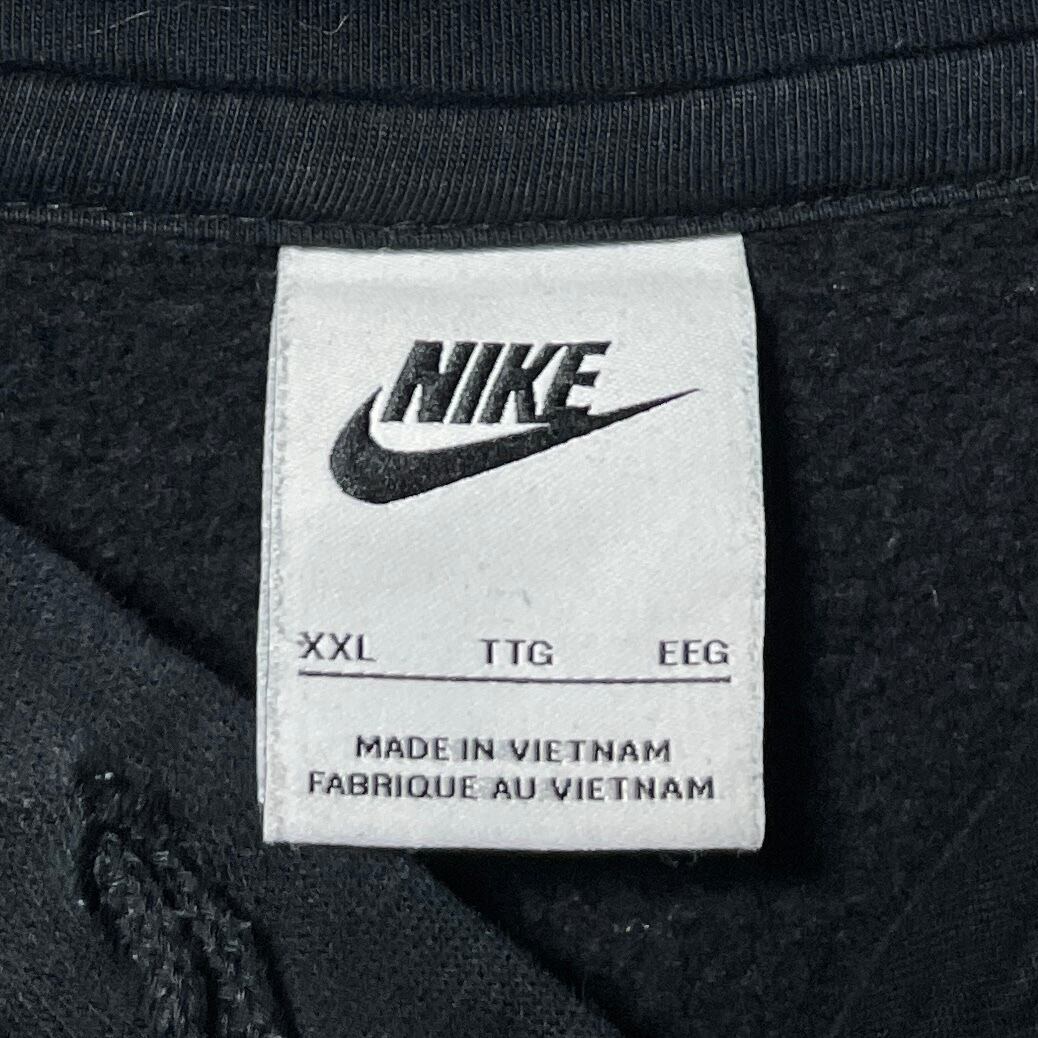 NIKE
XXL TTG EEG
MADE IN VIETNAM
FABRIQUE AU VIETNAM